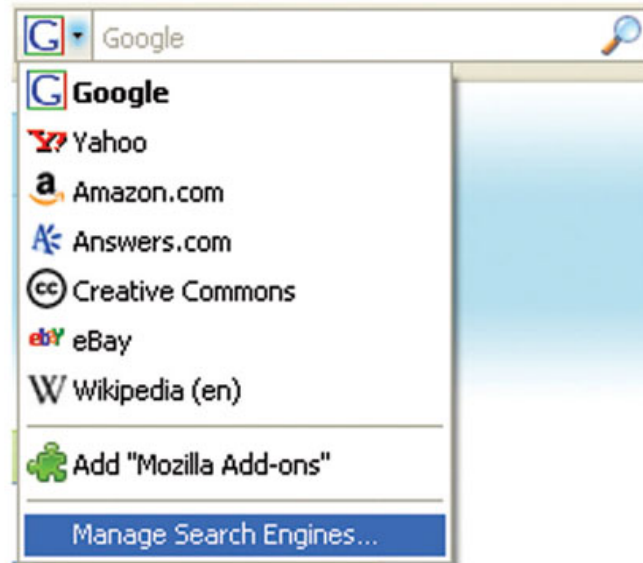 Google
Google
Yahoo
Amazon.com
Answers.com
Creative Commons
eBay
Wikipedia (en)
Add "Mozilla Add-ons"
Manage Search Engines...